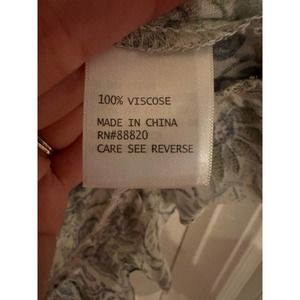 100% VISCOSE
MADE IN CHINA
RN#88820
CARE SEE REVERSE